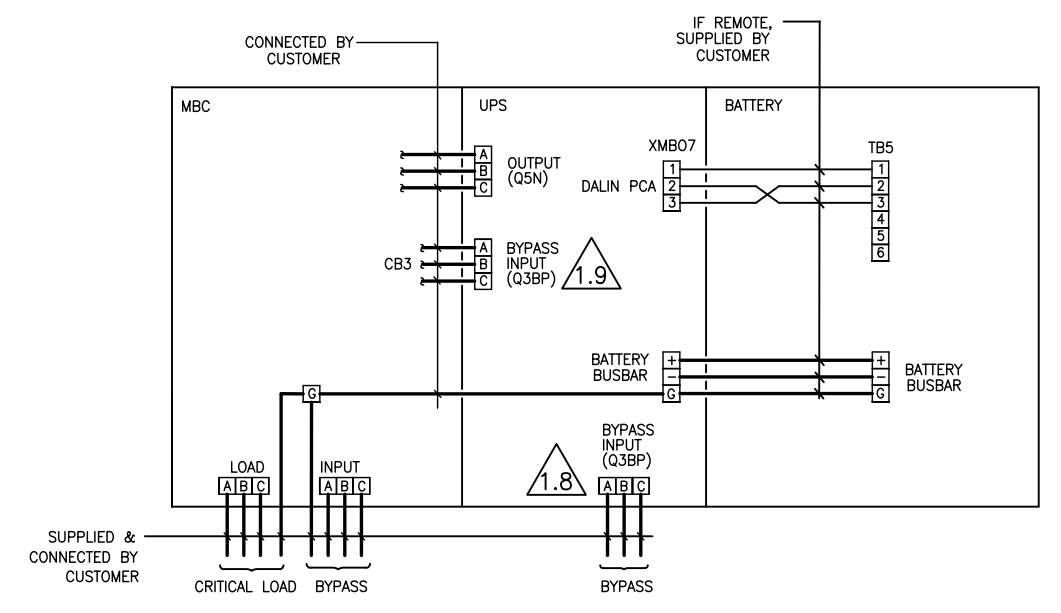 IF REMOTE,
SUPPLIED BY
CUSTOMER
CONNECTED BY
CUSTOMER
MBC
UPS
BATTERY
A
B
C
OUTPUT
(Q5N)
XMB07
DALIN PCA
1
2
3
TB5
1
2
3
4
5
6
CB3
A
B
C
BYPASS
INPUT
(Q3BP)
1.9
BATTERY
BUSBAR
+
−
G
+
−
G
BATTERY
BUSBAR
G
LOAD
A B C
INPUT
A B C
1.8
BYPASS
INPUT
(Q3BP)
A B C
SUPPLIED &
CONNECTED BY
CUSTOMER
CRITICAL LOAD
BYPASS
BYPASS